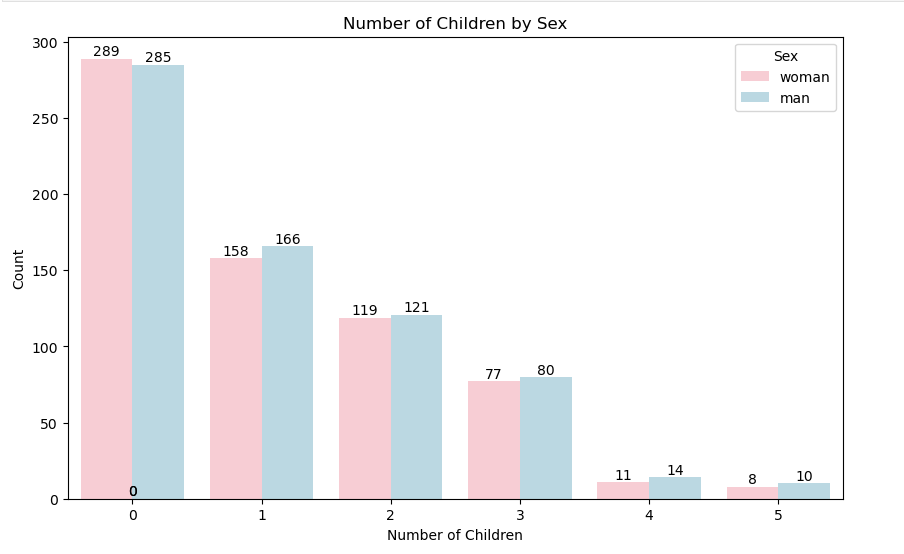 Number of Children by Sex
300
250
200
150
100
50
0
Count
289
285
158
166
119
121
77
80
11
14
8
10
0
Sex
woman
man
0 1 2 3 4 5
Number of Children